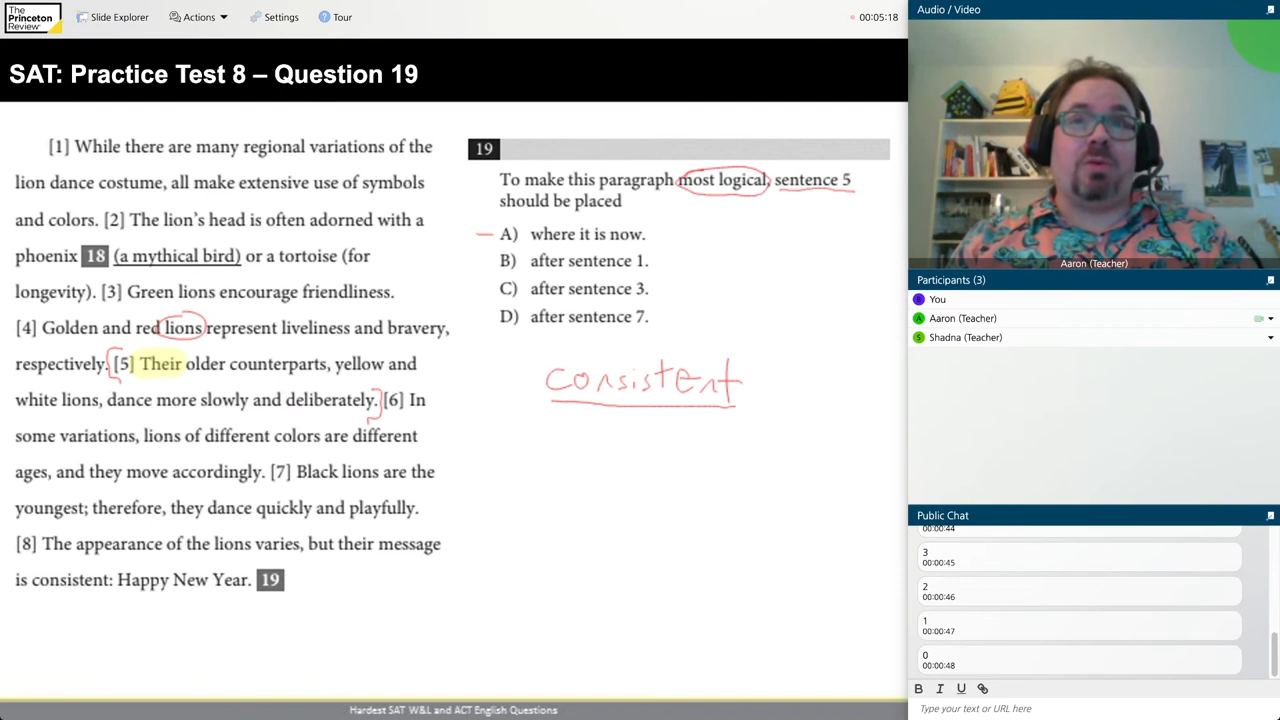 The
Princeton
Review
Slide Explorer
Actions
Settings
Tour
00:05:18
Audio / Video
SAT: Practice Test 8 – Question 19
[1] While there are many regional variations of the
lion dance costume, all make extensive use of symbols
and colors. [2] The lion's head is often adorned with a
phoenix 18 (a mythical bird) or a tortoise (for
longevity). [3] Green lions encourage friendliness.
[4] Golden and red lions represent liveliness and bravery,
respectively. [5] Their older counterparts, yellow and
white lions, dance more slowly and deliberately. [6] In
some variations, lions of different colors are different
ages, and they move accordingly. [7] Black lions are the
youngest; therefore, they dance quickly and playfully.
[8] The appearance of the lions varies, but their message
is consistent: Happy New Year. 19
19
To make this paragraph most logical, sentence 5
should be placed
A) where it is now.
B) after sentence 1.
C) after sentence 3.
D) after sentence 7.
consistent
Hardest SAT W&L and ACT English Questions
Aaron (Teacher)
Participants (3)
B You
A Aaron (Teacher)
S Shadna (Teacher)
Public Chat
00:00:44
3
00:00:45
2
00:00:46
1
00:00:47
0
00:00:48
B I U
Type your text or URL here